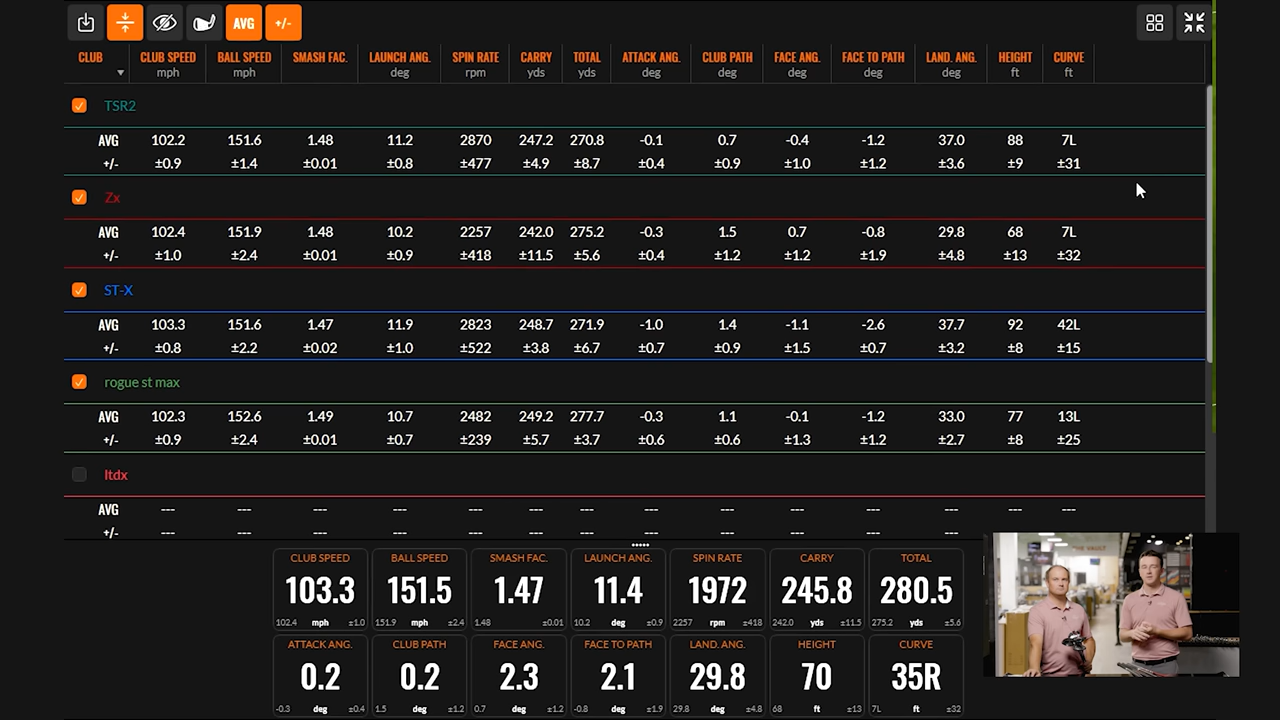 AVG +/-
CLUB CLUB SPEED BALL SPEED SMASH FAC. LAUNCH ANG. SPIN RATE CARRY TOTAL ATTACK ANG. CLUB PATH FACE ANG. FACE TO PATH LAND. ANG. HEIGHT CURVE
mph mph deg rpm yds yds deg deg deg deg deg ft ft
TSR2
AVG 102.2 151.6 1.48 11.2 2870 247.2 270.8 -0.1 0.7 -0.4 -1.2 37.0 88 7L
+/- ±0.9 ±1.4 ±0.01 ±0.8 ±477 ±4.9 ±8.7 ±0.4 ±0.9 ±1.0 ±1.2 ±3.6 ±9 ±31
Zx
AVG 102.4 151.9 1.48 10.2 2257 242.0 275.2 -0.3 1.5 0.7 -0.8 29.8 68 7L
+/- ±1.0 ±2.4 ±0.01 ±0.9 ±418 ±11.5 ±5.6 ±0.4 ±1.2 ±1.2 ±1.9 ±4.8 ±13 ±32
ST-X
AVG 103.3 151.6 1.47 11.9 2823 248.7 271.9 -1.0 1.4 -1.1 -2.6 37.7 92 42L
+/- ±0.8 ±2.2 ±0.02 ±1.0 ±522 ±3.8 ±6.7 ±0.7 ±0.9 ±1.5 ±0.7 ±3.2 ±8 ±15
rogue st max
AVG 102.3 152.6 1.49 10.7 2482 249.2 277.7 -0.3 1.1 -0.1 -1.2 33.0 77 13L
+/- ±0.9 ±2.4 ±0.01 ±0.7 ±239 ±5.7 ±3.7 ±0.6 ±0.6 ±1.3 ±1.2 ±2.7 ±8 ±25
ltdx
AVG --- --- --- --- --- --- --- --- --- --- --- --- --- ---
+/- --- --- --- --- --- --- --- --- --- --- --- --- --- ---
CLUB SPEED BALL SPEED SMASH FAC. LAUNCH ANG. SPIN RATE CARRY TOTAL
103.3 151.5 1.47 11.4 1972 245.8 280.5
102.4 mph ±1.0 151.9 mph ±2.4 1.48 ±0.01 10.2 deg ±0.9 2257 rpm ±418 242.0 yds ±11.5 275.2 yds ±5.6
ATTACK ANG. CLUB PATH FACE ANG. FACE TO PATH LAND. ANG. HEIGHT CURVE
0.2 0.2 2.3 2.1 29.8 70 35R
-0.3 deg ±0.4 1.5 deg ±1.2 0.7 deg ±1.2 -0.8 deg ±1.9 29.8 deg ±4.8 68 ft ±13 7L ft ±32